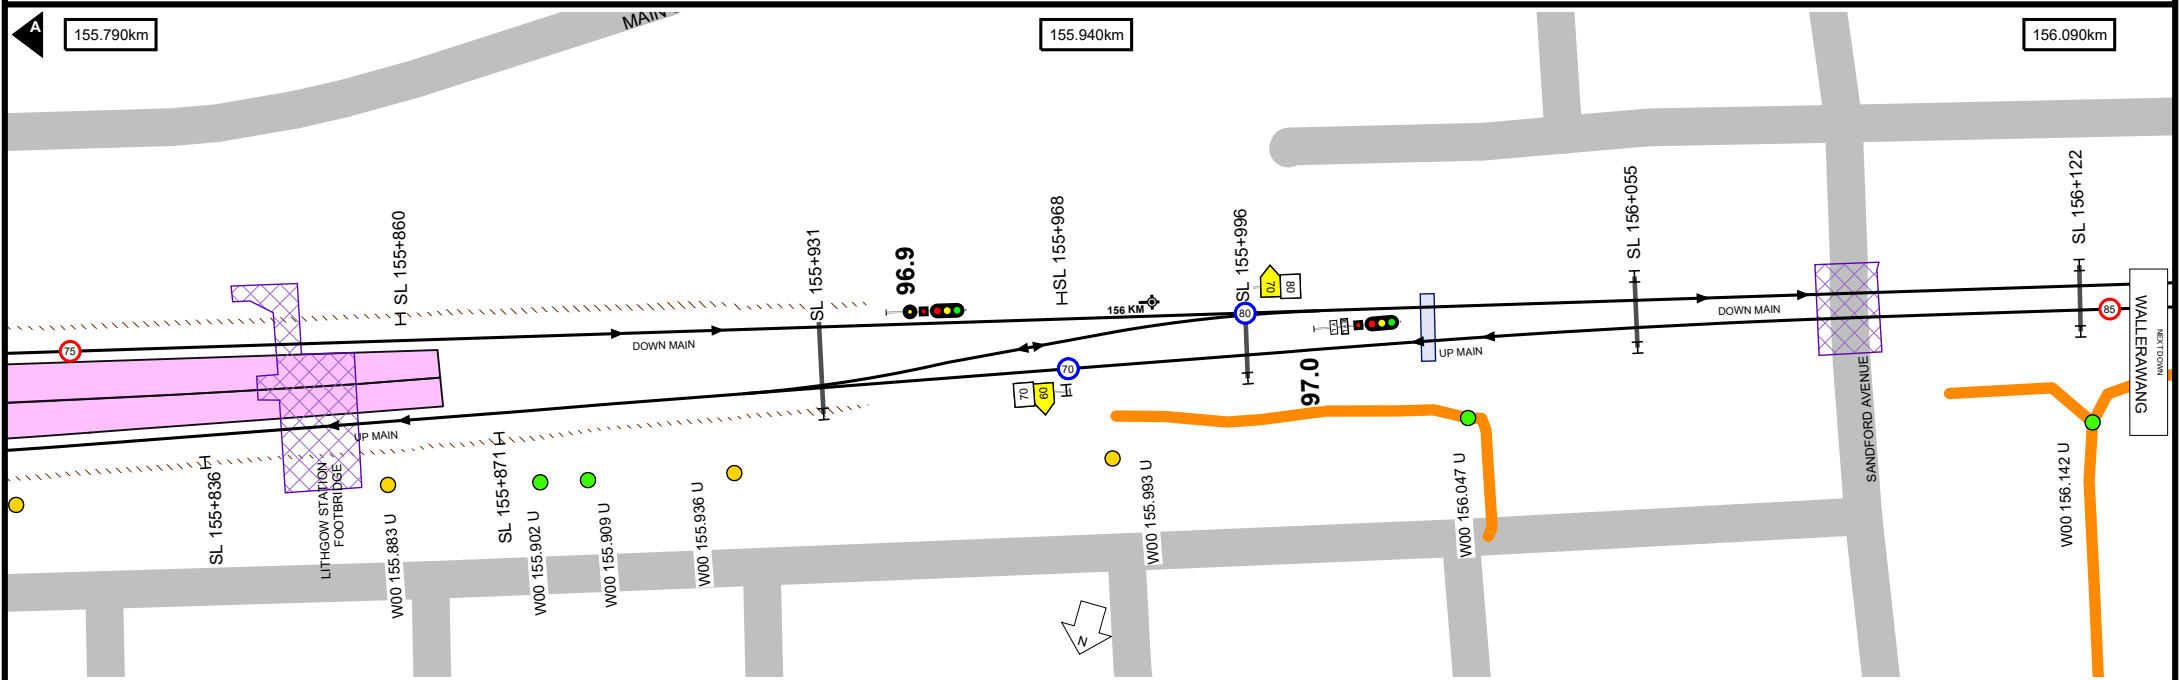 A
155.790km
155.940km
156.090km
MAIN
SL 155+860
SL 155+931
96.9
SL 155+968
156 KM
SL 155+996
70
80
SL 156+055
SL 156+122
75
DOWN MAIN
80
DOWN MAIN
85
WALLERAWANG
NEXT DOWN
UP MAIN
70
70
60
97.0
UP MAIN
SANDFORD AVENUE
SL 155+836
LITHGOW STATION
FOOTBRIDGE
W00 155.883 U
SL 155+871
W00 155.902 U
W00 155.909 U
W00 155.936 U
W00 155.993 U
W00 156.047 U
W00 156.142 U
N